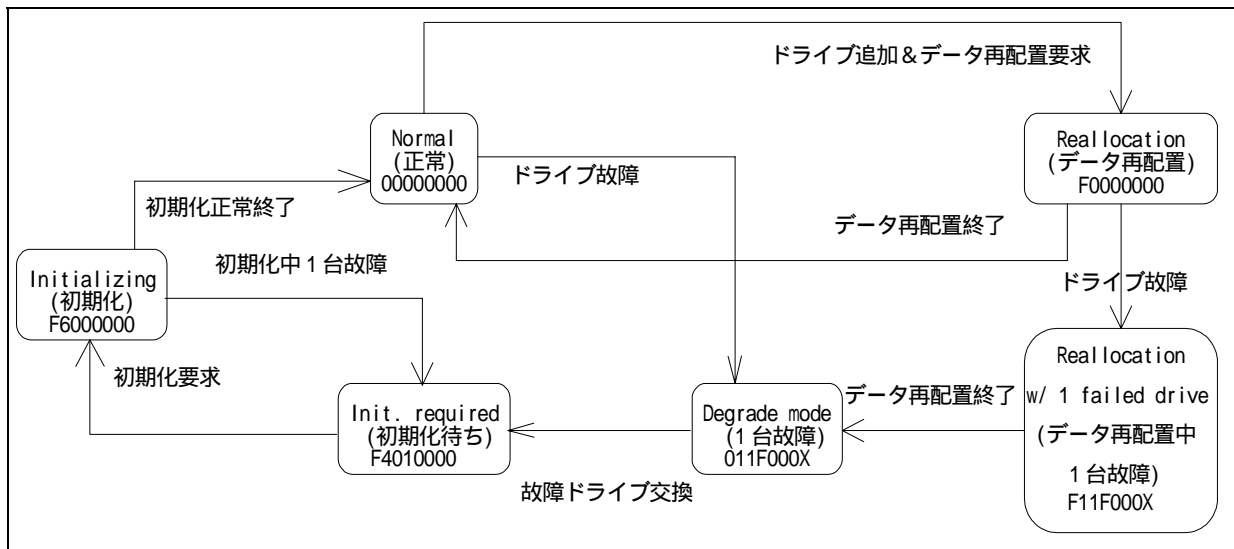 ドライブ追加＆データ再配置要求
Normal
(正常)
00000000
Reallocation
(データ再配置)
F0000000
ドライブ故障
初期化正常終了
データ再配置終了
初期化中１台故障
Initializing
(初期化)
F6000000
ドライブ故障
初期化要求
Reallocation
w/ 1 failed drive
(データ再配置中
１台故障)
F11F000X
データ再配置終了
Init. required
(初期化待ち)
F4010000
Degrade mode
(１台故障)
011F000X
故障ドライブ交換